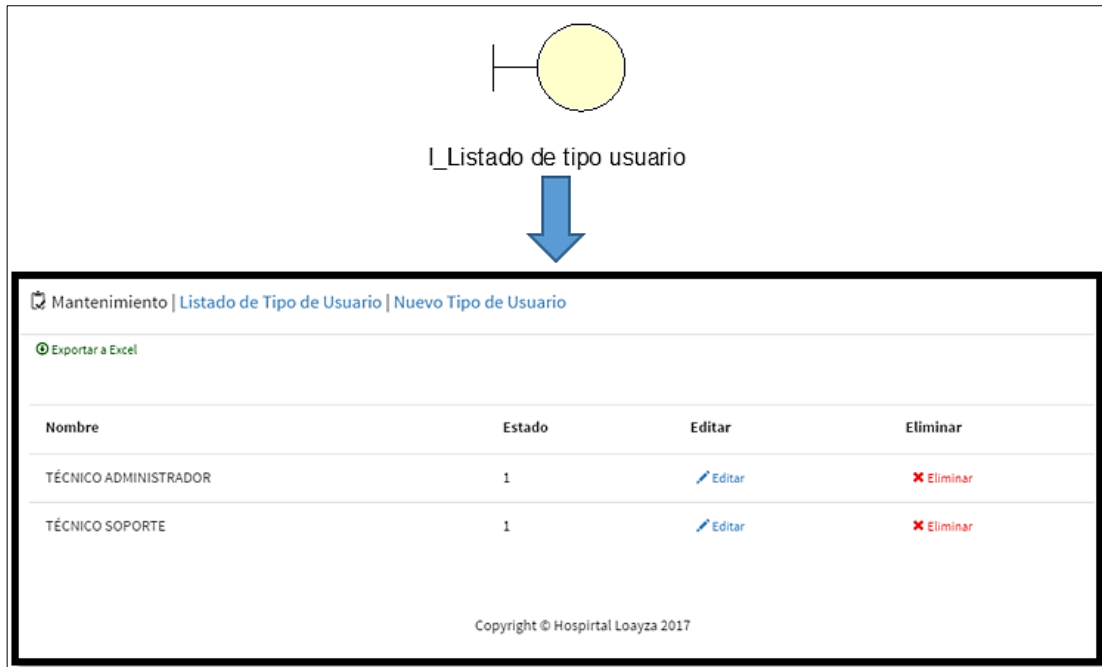 I_Listado de tipo usuario
Mantenimiento | Listado de Tipo de Usuario | Nuevo Tipo de Usuario
Exportar a Excel
Nombre Estado Editar Eliminar
TÉCNICO ADMINISTRADOR 1 Editar Eliminar
TÉCNICO SOPORTE 1 Editar Eliminar
Copyright © Hospirtal Loayza 2017